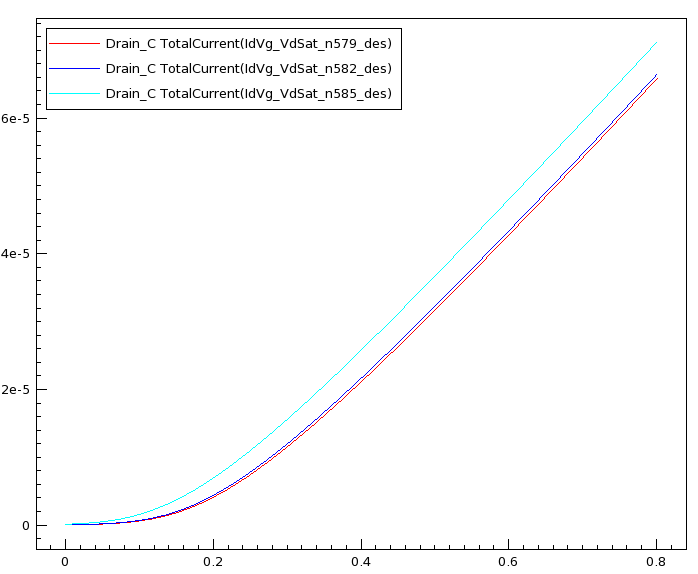 Drain_C TotalCurrent(IdVg_VdSat_n579_des)
Drain_C TotalCurrent(IdVg_VdSat_n582_des)
Drain_C TotalCurrent(IdVg_VdSat_n585_des)
6e-5
4e-5
2e-5
0
0 0.2 0.4 0.6 0.8